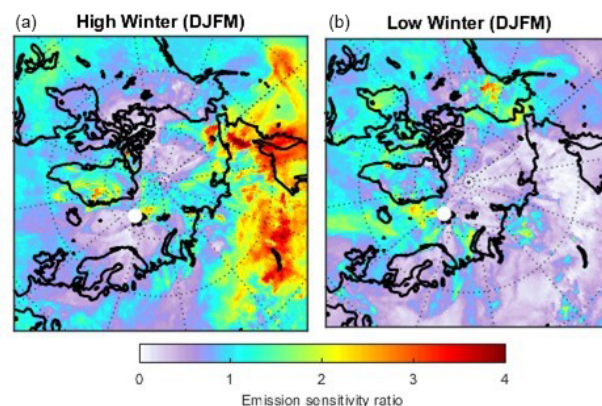 (a) High Winter (DJFM)
(b) Low Winter (DJFM)
0 1 2 3 4
Emission sensitivity ratio